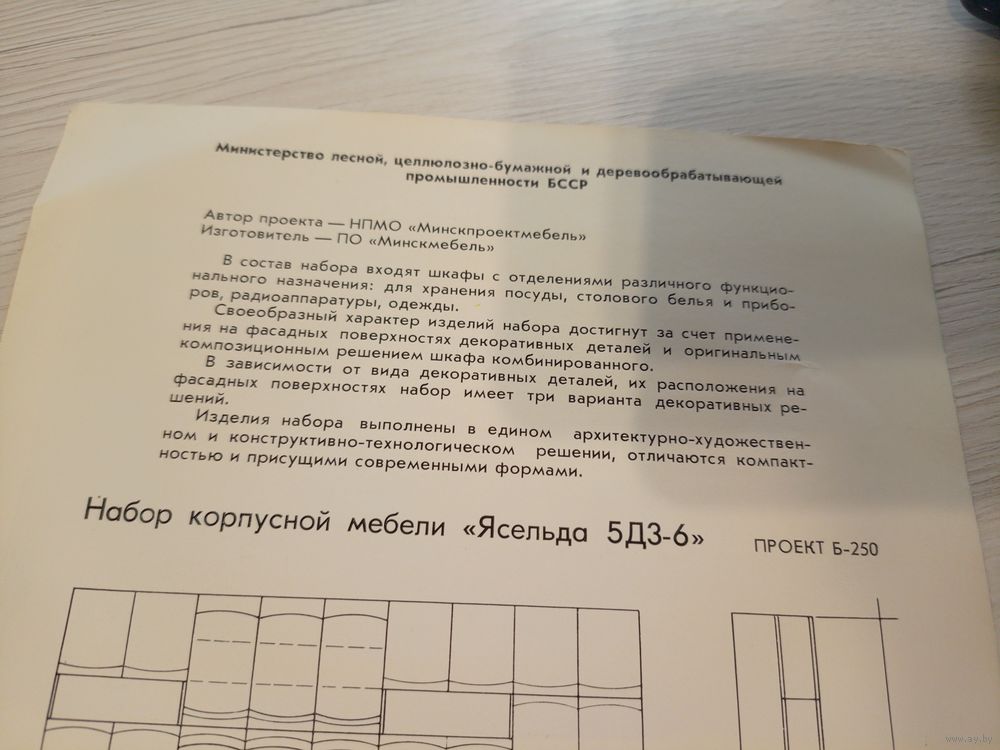 Министерство лесной, целлюлозно-бумажной и деревообрабатывающей
промышленности БССР
Автор проекта — НПМО «Минскпроектмебель»
Изготовитель — ПО «Минскмебель»
В состав набора входят шкафы с отделениями различного функцио-
нального назначения: для хранения посуды, столового белья и прибо-
ров, радиоаппаратуры, одежды.
Своеобразный характер изделий набора достигнут за счет примене-
ния на фасадных поверхностях декоративных деталей и оригинальным
композиционным решением шкафа комбинированного.
В зависимости от вида декоративных деталей, их расположения на
фасадных поверхностях набор имеет три варианта декоративных ре-
шений.
Изделия набора выполнены в едином архитектурно-художествен-
ном и конструктивно-технологическом решении, отличаются компакт-
ностью и присущими современными формами.
Набор корпусной мебели «Ясельда 5ДЗ-6»
ПРОЕКТ Б-250
www.ay.by